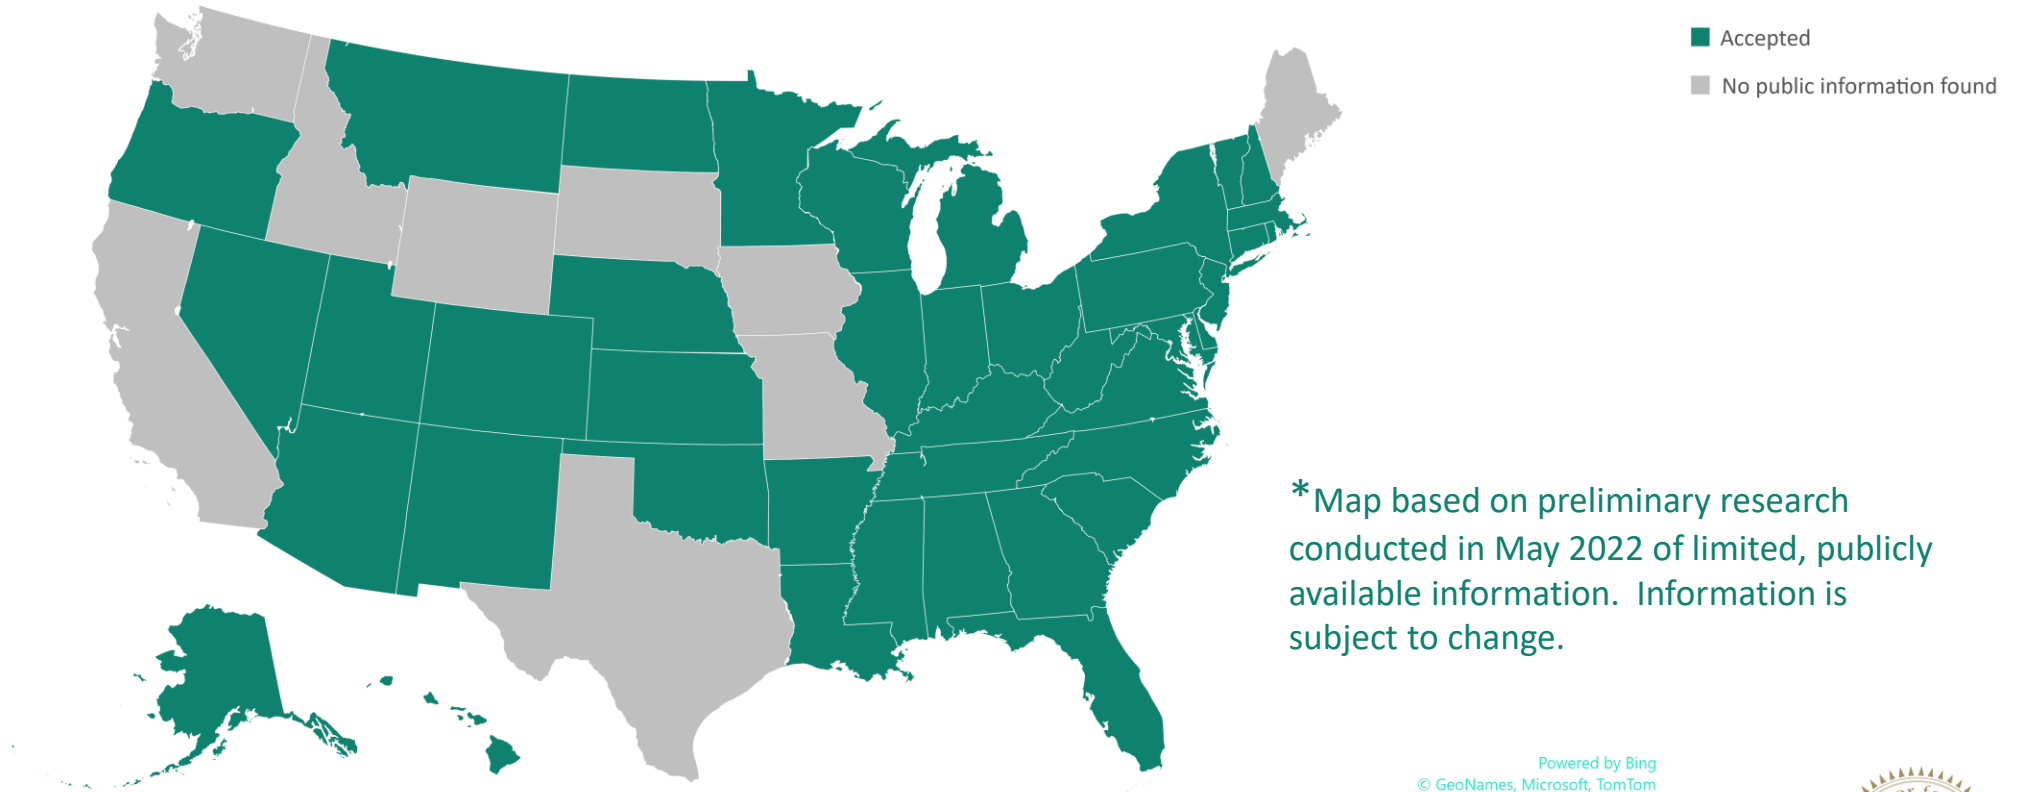 Accepted
No public information found
*Map based on preliminary research
conducted in May 2022 of limited, publicly
available information.  Information is
subject to change.
Powered by Bing
© GeoNames, Microsoft, TomTom